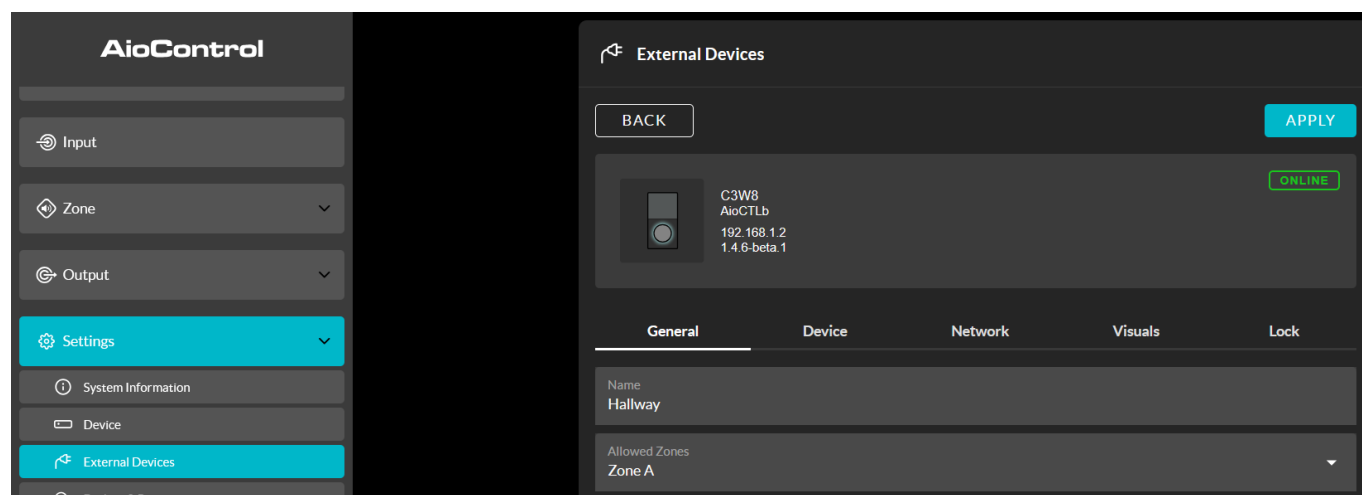 AioControl
Input
Zone
Output
Settings
System Information
Device
External Devices
External Devices
BACK
APPLY
ONLINE
C3W8
AioCTLb
192.168.1.2
1.4.6-beta.1
General Device Network Visuals Lock
Name
Hallway
Allowed Zones
Zone A